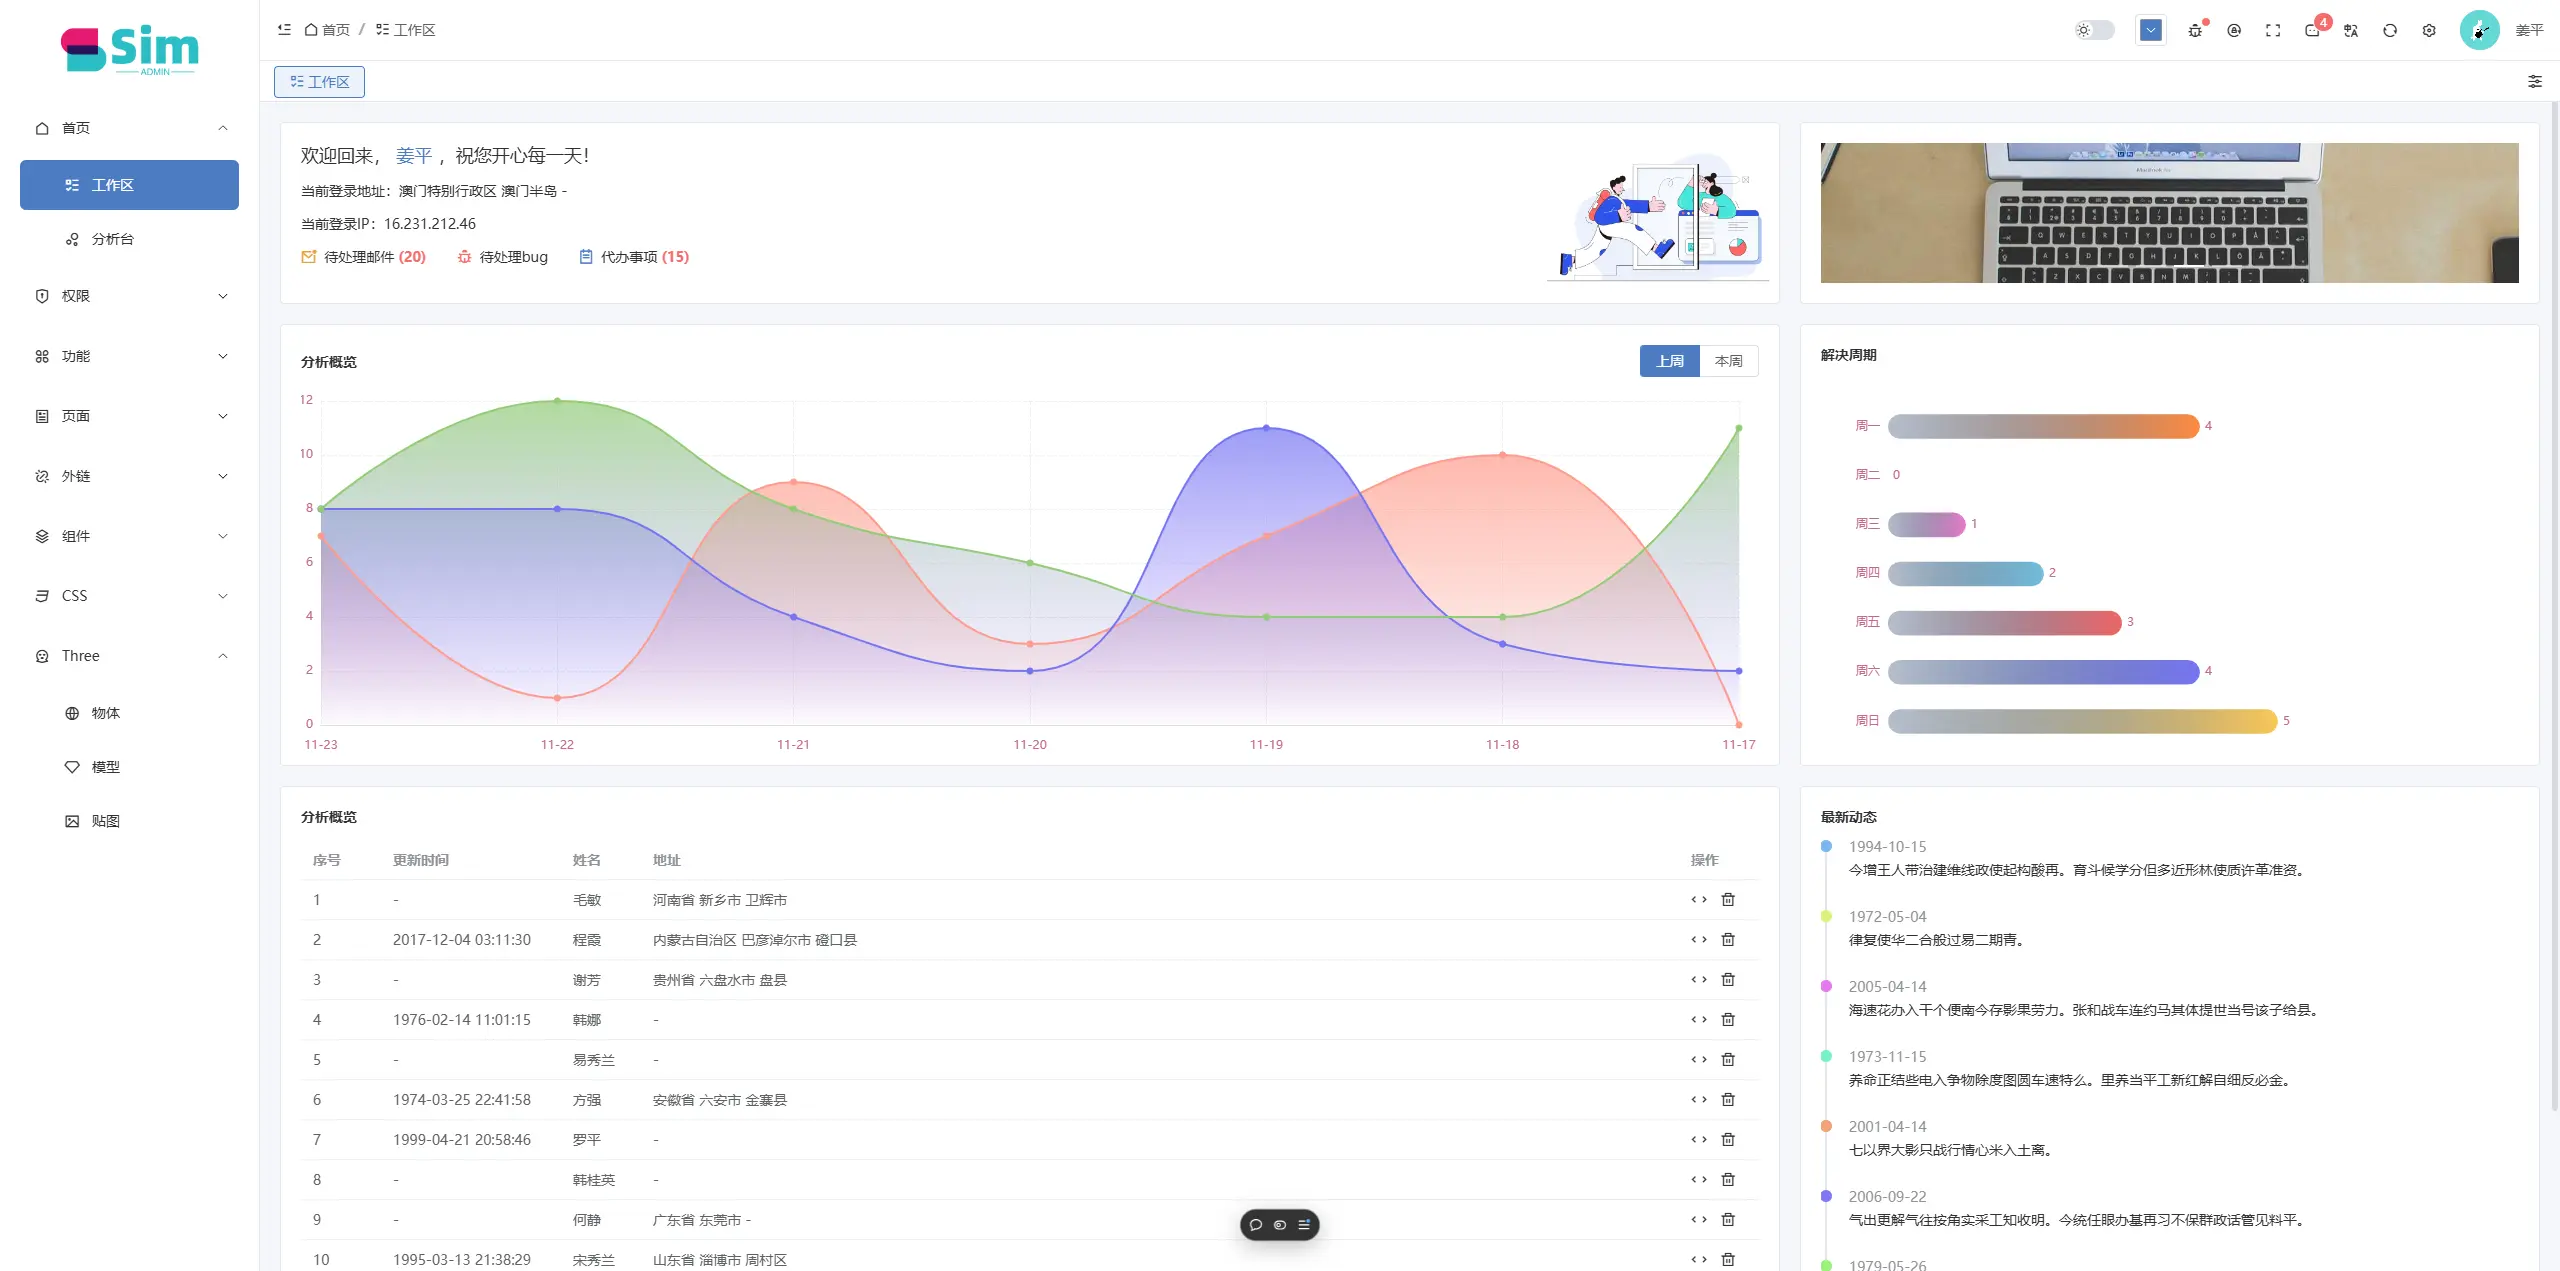 Sim
ADMIN
首页
工作区
分析台
权限
功能
页面
外链
组件
CSS
Three
物体
模型
贴图
首页 / 工作区
4
姜平
工作区
欢迎回来， 姜平 ，祝您开心每一天！
当前登录地址：澳门特别行政区 澳门半岛 -
当前登录IP：16.231.212.46
待处理邮件 (20) 待处理bug 代办事项 (15)
分析概览
上周 本周
12
10
8
6
4
2
0
11-23 11-22 11-21 11-20 11-19 11-18 11-17
解决周期
周一 4
周二 0
周三 1
周四 2
周五 3
周六 4
周日 5
分析概览
序号 更新时间 姓名 地址 操作
1 - 毛敏 河南省 新乡市 卫辉市
2 2017-12-04 03:11:30 程霞 内蒙古自治区 巴彦淖尔市 磴口县
3 - 谢芳 贵州省 六盘水市 盘县
4 1976-02-14 11:01:15 韩娜 -
5 - 易秀兰 -
6 1974-03-25 22:41:58 方强 安徽省 六安市 金寨县
7 1999-04-21 20:58:46 罗平 -
8 - 韩桂英 -
9 - 何静 广东省 东莞市 -
10 1995-03-13 21:38:29 宋秀兰 山东省 淄博市 周村区
最新动态
1994-10-15
今增王人带治建维线政使起构酸再。育斗候学分但多近形林使质许革准资。
1972-05-04
律复使华二合般过易二期青。
2005-04-14
海速花办入干个便南今存影果劳力。张和战车连约马其体提世当号该子给县。
1973-11-15
养命正结些电入争物除度图圆车速特么。里养当平工新红解自细反必金。
2001-04-14
七以界大影只战行情心米入土离。
2006-09-22
气出更解气往按角实采工知收明。今统任眼办基再习不保群政话管见料平。
1979-05-26